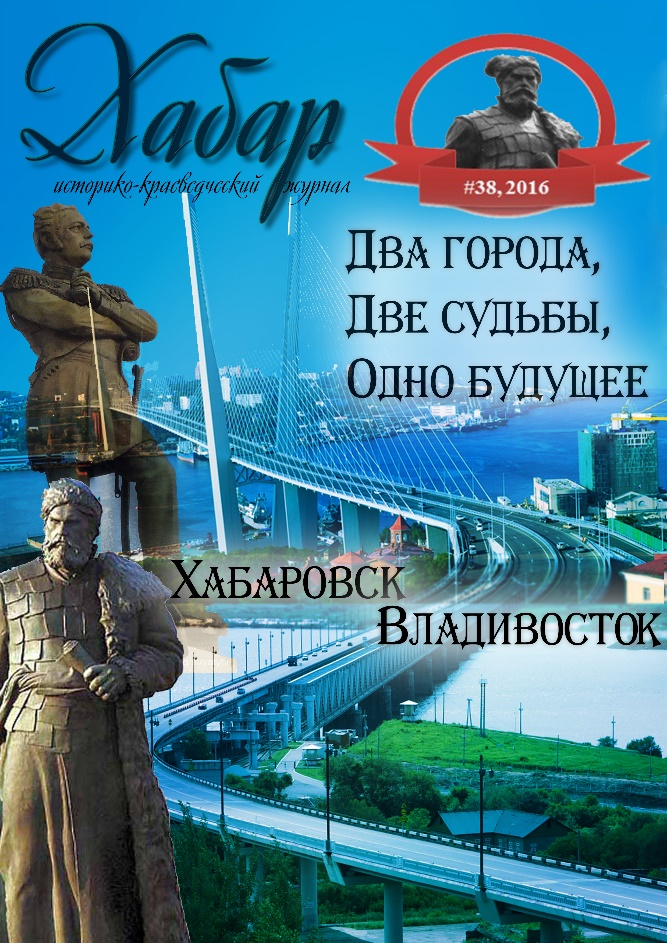 Хабар
историко-краеведческий журнал
#38, 2016
Два города,
Две судьбы,
Одно будущее
Хабаровск
Владивосток